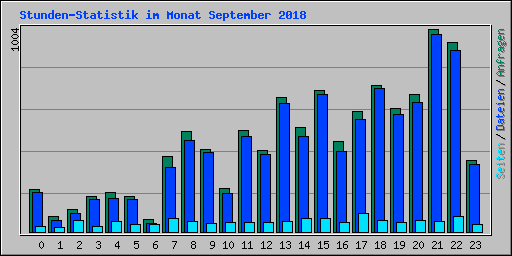 Stunden-Statistik im Monat September 2018
1004
Seiten / Dateien / Anfragen
0 1 2 3 4 5 6 7 8 9 10 11 12 13 14 15 16 17 18 19 20 21 22 23